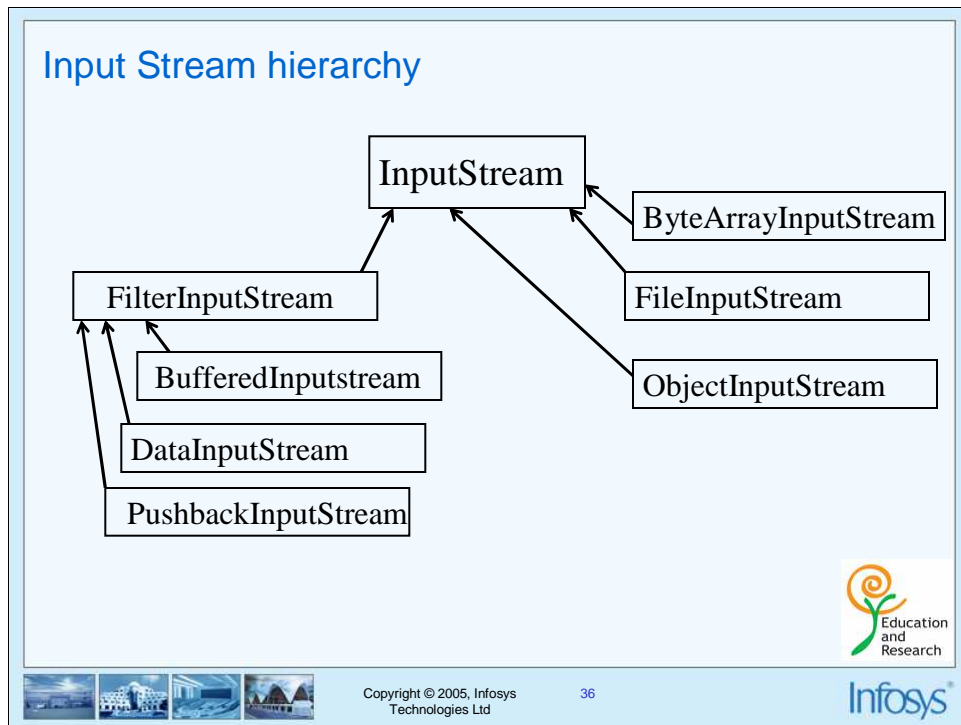 Input Stream hierarchy
InputStream
ByteArrayInputStream
FilterInputStream
FileInputStream
BufferedInputstream
ObjectInputStream
DataInputStream
PushbackInputStream
Education
and
Research
Copyright © 2005, Infosys
Technologies Ltd
36
Infosys®